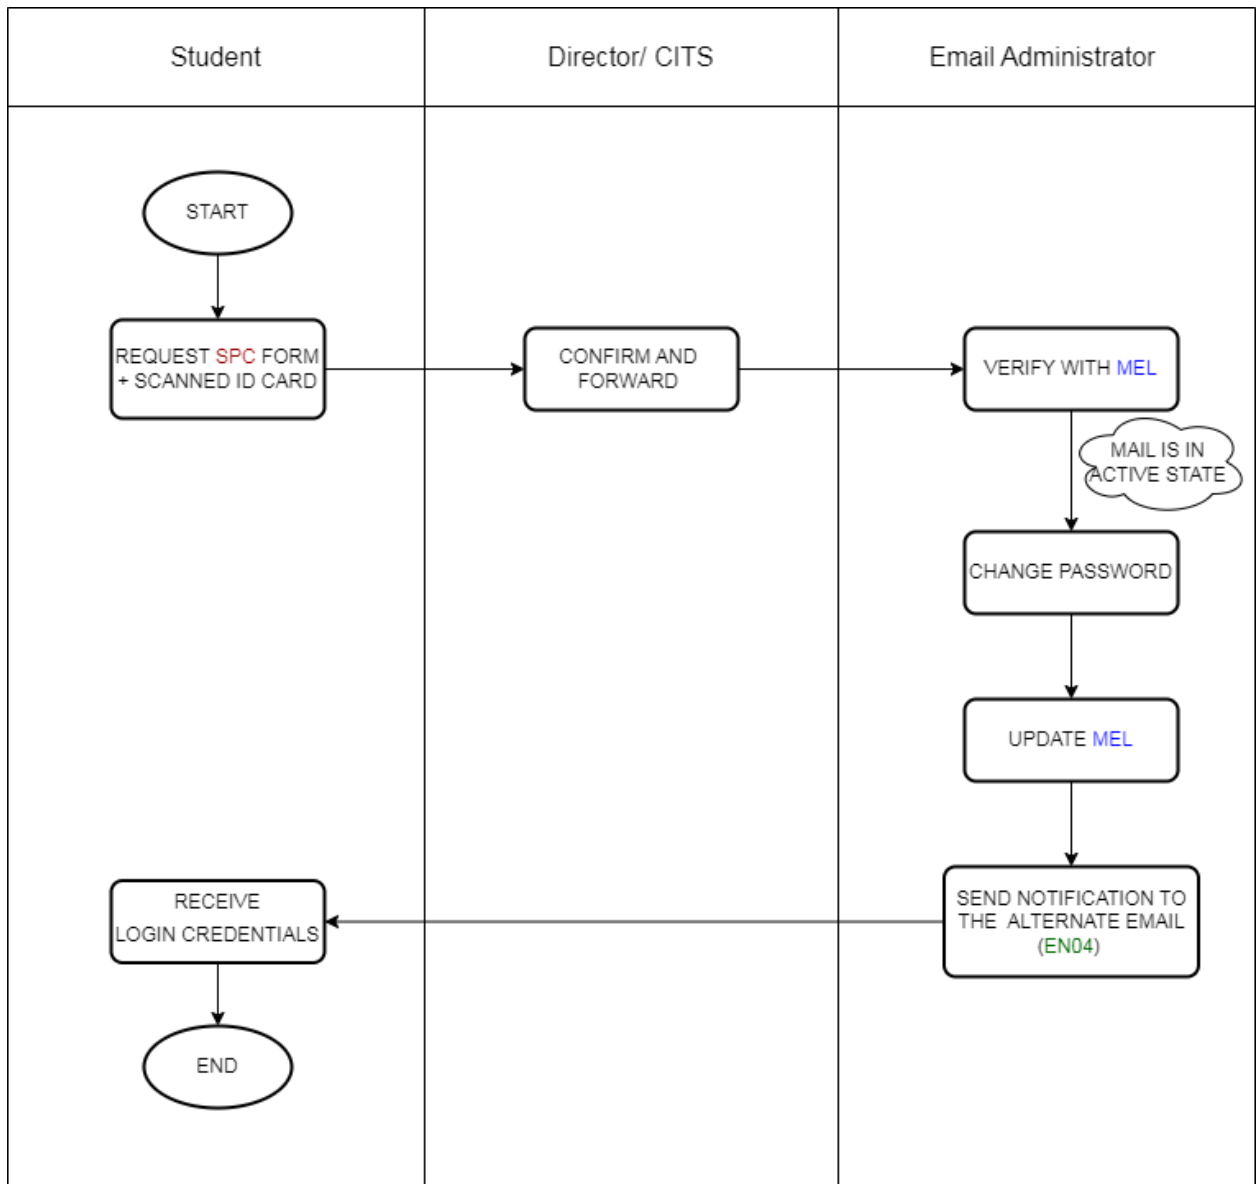 Student
Director/ CITS
Email Administrator
START
REQUEST SPC FORM
+ SCANNED ID CARD
CONFIRM AND
FORWARD
VERIFY WITH MEL
MAIL IS IN
ACTIVE STATE
CHANGE PASSWORD
UPDATE MEL
SEND NOTIFICATION TO
THE ALTERNATE EMAIL
(EN04)
RECEIVE
LOGIN CREDENTIALS
END